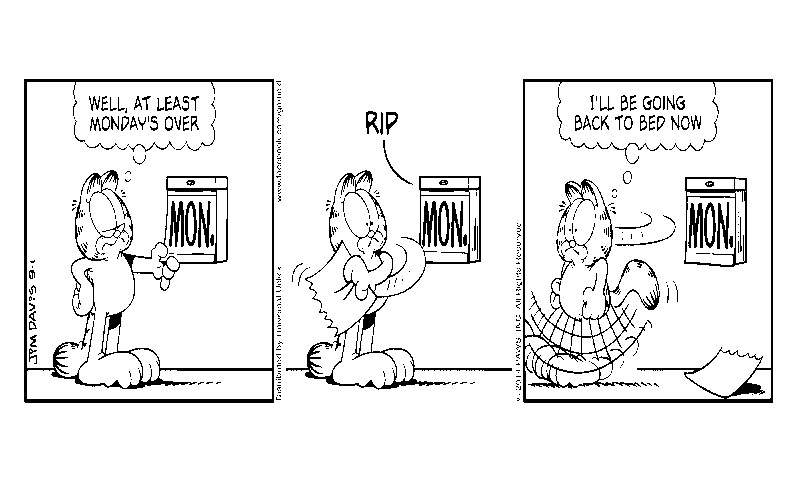 WELL, AT LEAST
MONDAY'S OVER
MON.
JIM DAVIS 9-1
RIP
MON.
I'LL BE GOING
BACK TO BED NOW
MON.